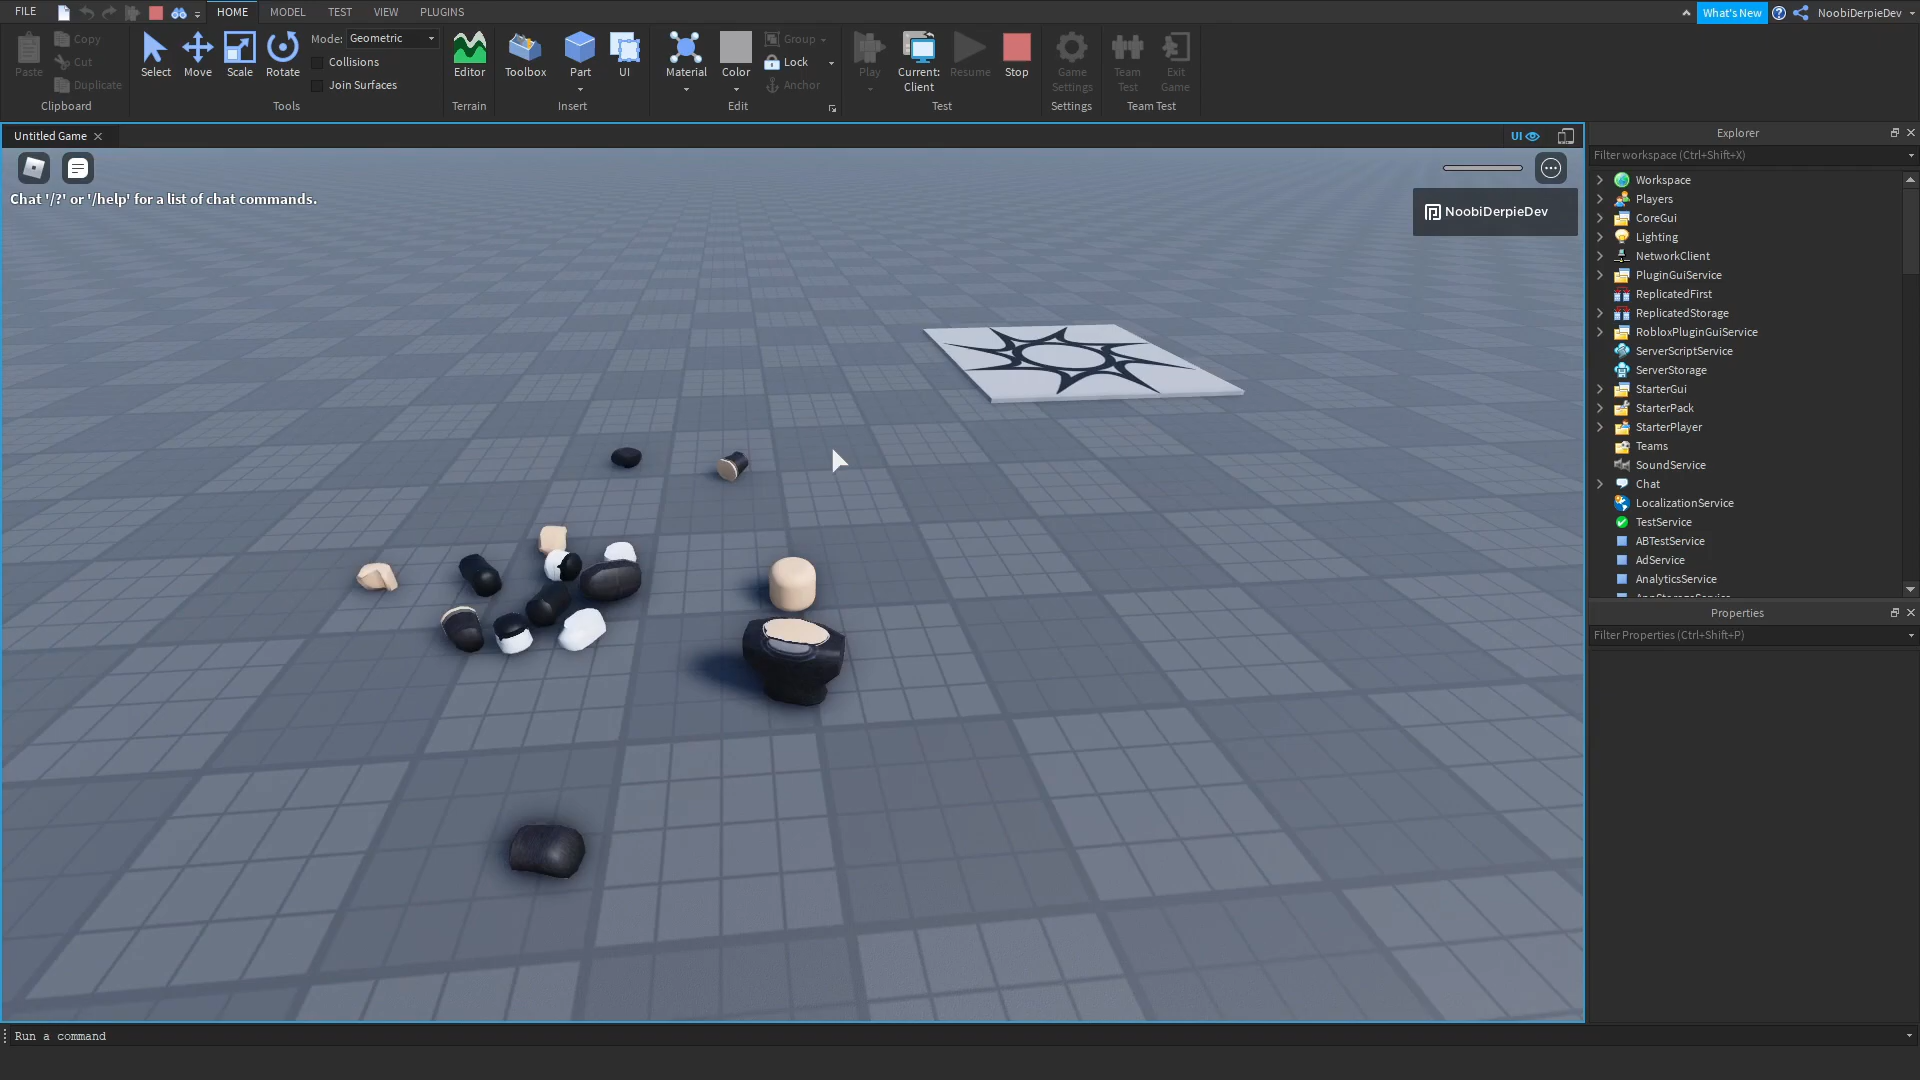 FILE HOME MODEL TEST VIEW PLUGINS What's New NoobiDerpieDev
Paste Copy Cut Duplicate Clipboard
Select Move Scale Rotate Mode: Geometric Collisions Join Surfaces Tools
Editor Terrain
Toolbox Part UI Insert
Material Color Group Lock Anchor Edit
Play Current: Client Resume Stop Test
Game Settings Settings
Team Test Exit Game Team Test
Untitled Game
UI
Chat '/?' or '/help' for a list of chat commands.
NoobiDerpieDev
Explorer
Filter workspace (Ctrl+Shift+X)
Workspace
Players
CoreGui
Lighting
NetworkClient
PluginGuiService
ReplicatedFirst
ReplicatedStorage
RobloxPluginGuiService
ServerScriptService
ServerStorage
StarterGui
StarterPack
StarterPlayer
Teams
SoundService
Chat
LocalizationService
TestService
ABTestService
AdService
AnalyticsService
Properties
Filter Properties (Ctrl+Shift+P)
Run a command